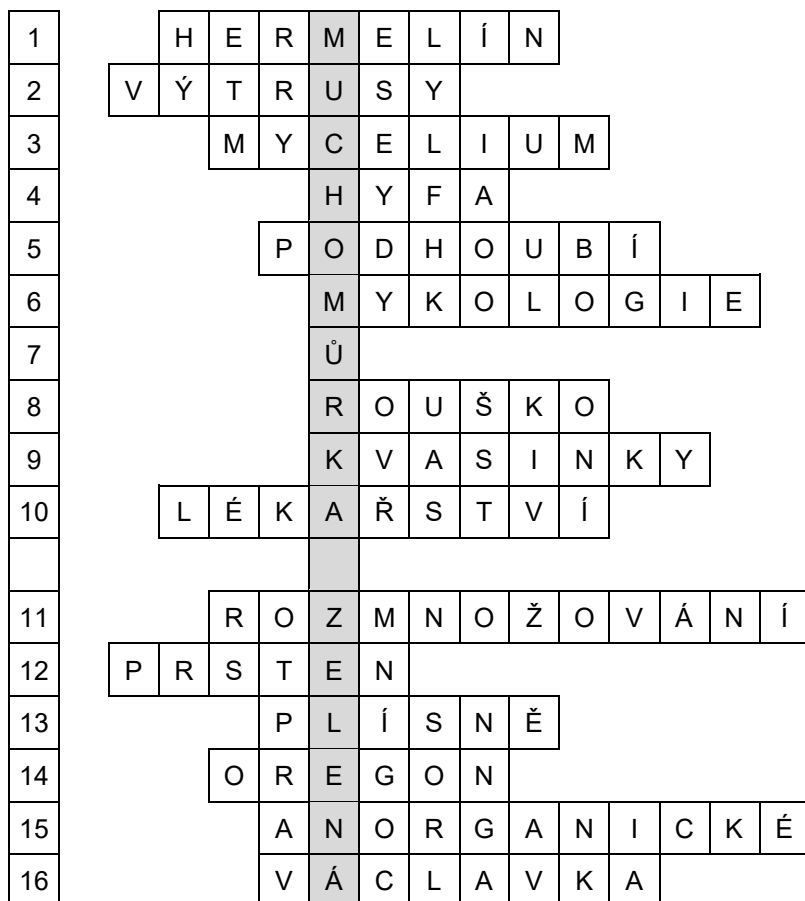 1 HERMELÍN
2 VÝTRUSY
3 MYCELIUM
4 HYFA
5 PODHOUBÍ
6 MYKOLOGIE
7 Ů
8 ROUŠKO
9 KVASINKY
10 LÉKAŘSTVÍ
11 ROZMNOŽOVÁNÍ
12 PRSTEN
13 PLÍSNĚ
14 OREGON
15 ANORGANICKÉ
16 VÁCLAVKA